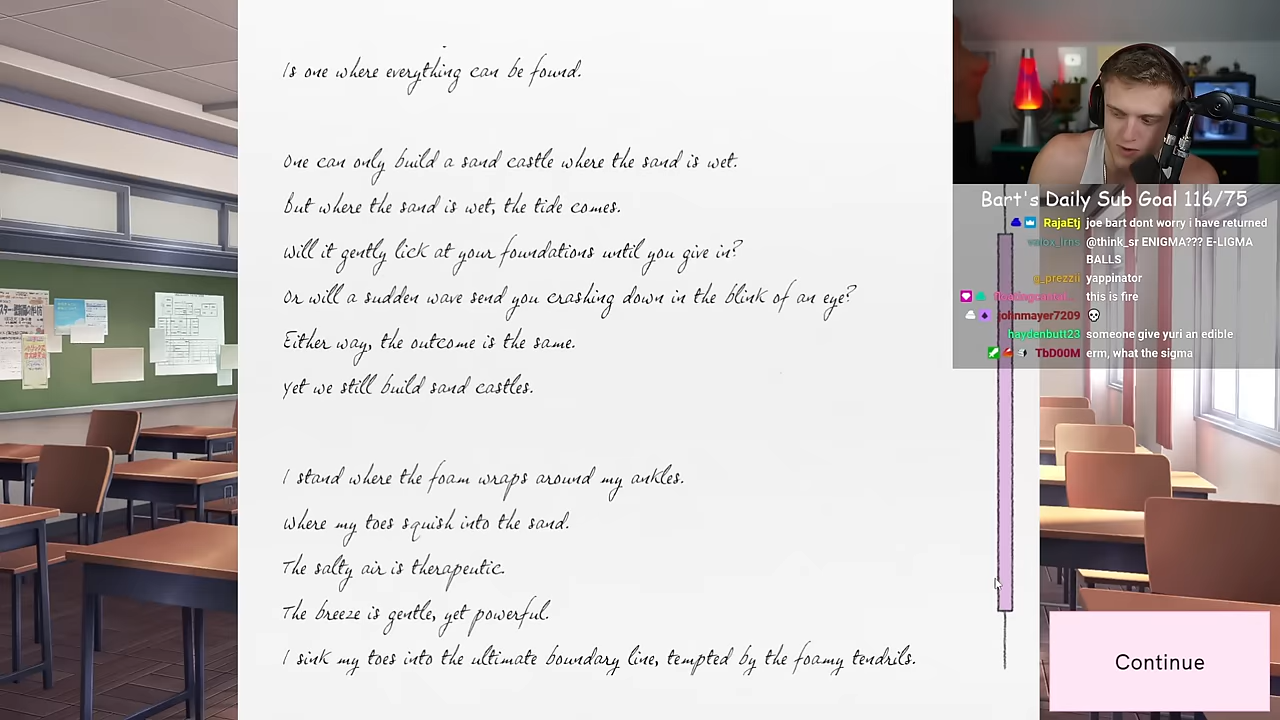 Is one where everything can be found.
One can only build a sand castle where the sand is wet.
But where the sand is wet, the tide comes.
Will it gently lick at your foundations until you give in?
Or will a sudden wave send you crashing down in the blink of an eye?
Either way, the outcome is the same.
Yet we still build sand castles.
I stand where the foam wraps around my ankles.
Where my toes squish into the sand.
The salty air is therapeutic.
The breeze is gentle, yet powerful.
I sink my toes into the ultimate boundary line, tempted by the foamy tendrils.
Bart's Daily Sub Goal 116/75
RajaEtj joe bart dont worry i have returned
@think_sr ENIGMA??? E-LIGMA
BALLS
yappinator
this is fire
johnmayer7209 💀
haydenbutt23 someone give yuri an edible
TbD00M erm, what the sigma
Continue